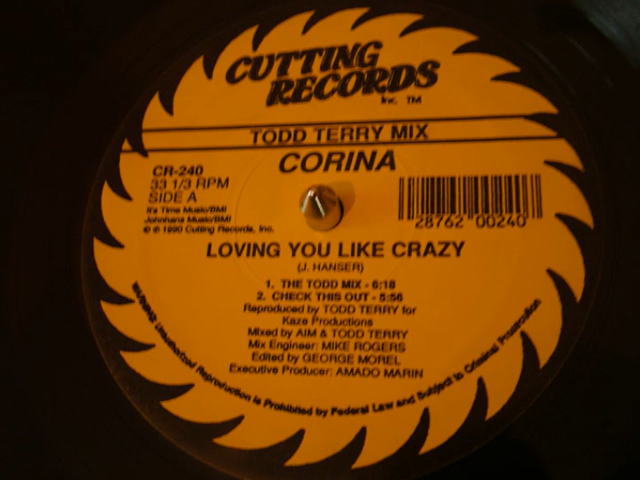 CUTTING
RECORDS
Inc. TM
TODD TERRY MIX
CORINA
CR-240
33 1/3 RPM
SIDE A
It's Time Music/BMI
Johnhans Music/BMI
℗ © 1990 Cutting Records, Inc.
28762 00240
LOVING YOU LIKE CRAZY
(J. HANSER)
1. THE TODD MIX - 6:18
2. CHECK THIS OUT - 5:56
Reproduced by TODD TERRY for
Kaze Productions
Mixed by AIM & TODD TERRY
Mix Engineer: MIKE ROGERS
Edited by GEORGE MOREL
Executive Producer: AMADO MARIN
WARNING: Unauthorized Reproduction is Prohibited by Federal Law and Subject to Criminal Prosecution